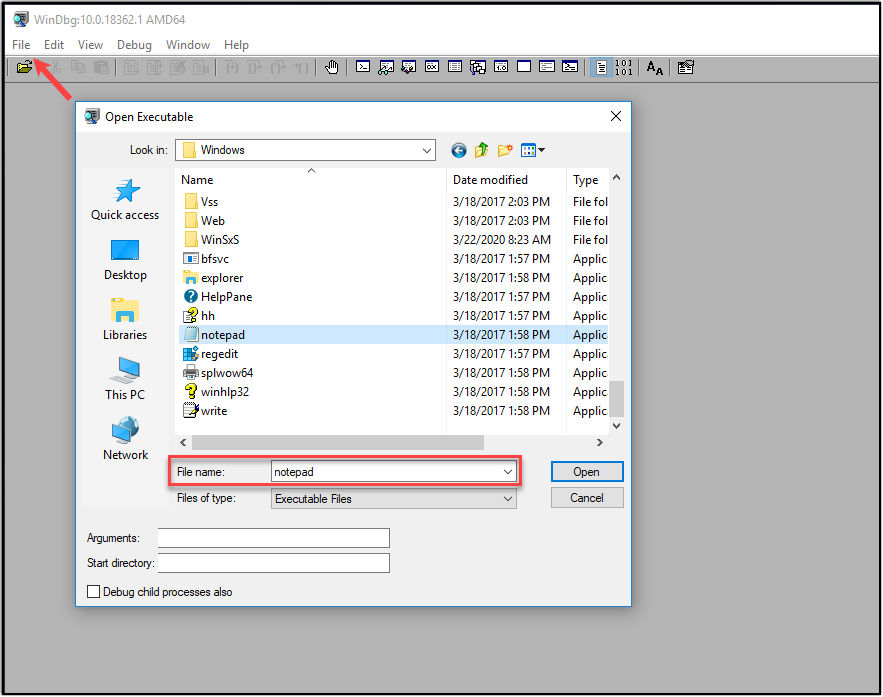 WinDbg:10.0.18362.1 AMD64
File Edit View Debug Window Help
101
101
AA
Open Executable
Look in: Windows
Name Date modified Type
Vss 3/18/2017 2:03 PM File fol
Web 3/18/2017 2:03 PM File fol
WinSxS 3/22/2020 8:23 AM File fol
bfsvc 3/18/2017 1:57 PM Applic
explorer 3/18/2017 1:58 PM Applic
HelpPane 3/18/2017 1:57 PM Applic
hh 3/18/2017 1:58 PM Applic
notepad 3/18/2017 1:58 PM Applic
regedit 3/18/2017 1:57 PM Applic
splwow64 3/18/2017 1:58 PM Applic
winhlp32 3/18/2017 1:58 PM Applic
write 3/18/2017 1:58 PM Applic
Quick access
Desktop
Libraries
This PC
Network
File name: notepad Open
Files of type: Executable Files Cancel
Arguments:
Start directory:
Debug child processes also